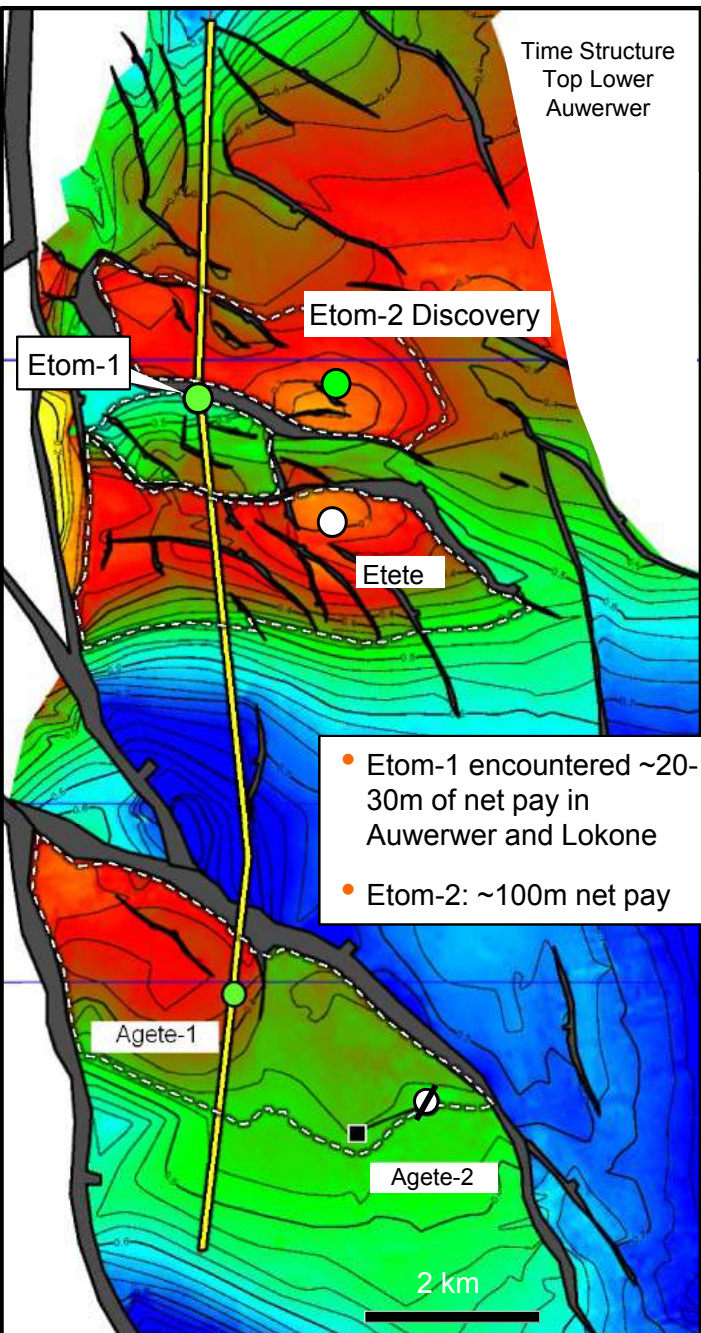 Time Structure
Top Lower
Auwerwer
Etom-2 Discovery
Etom-1
Etete
• Etom-1 encountered ~20-
30m of net pay in
Auwerwer and Lokone
• Etom-2: ~100m net pay
Agete-1
Agete-2
2 km